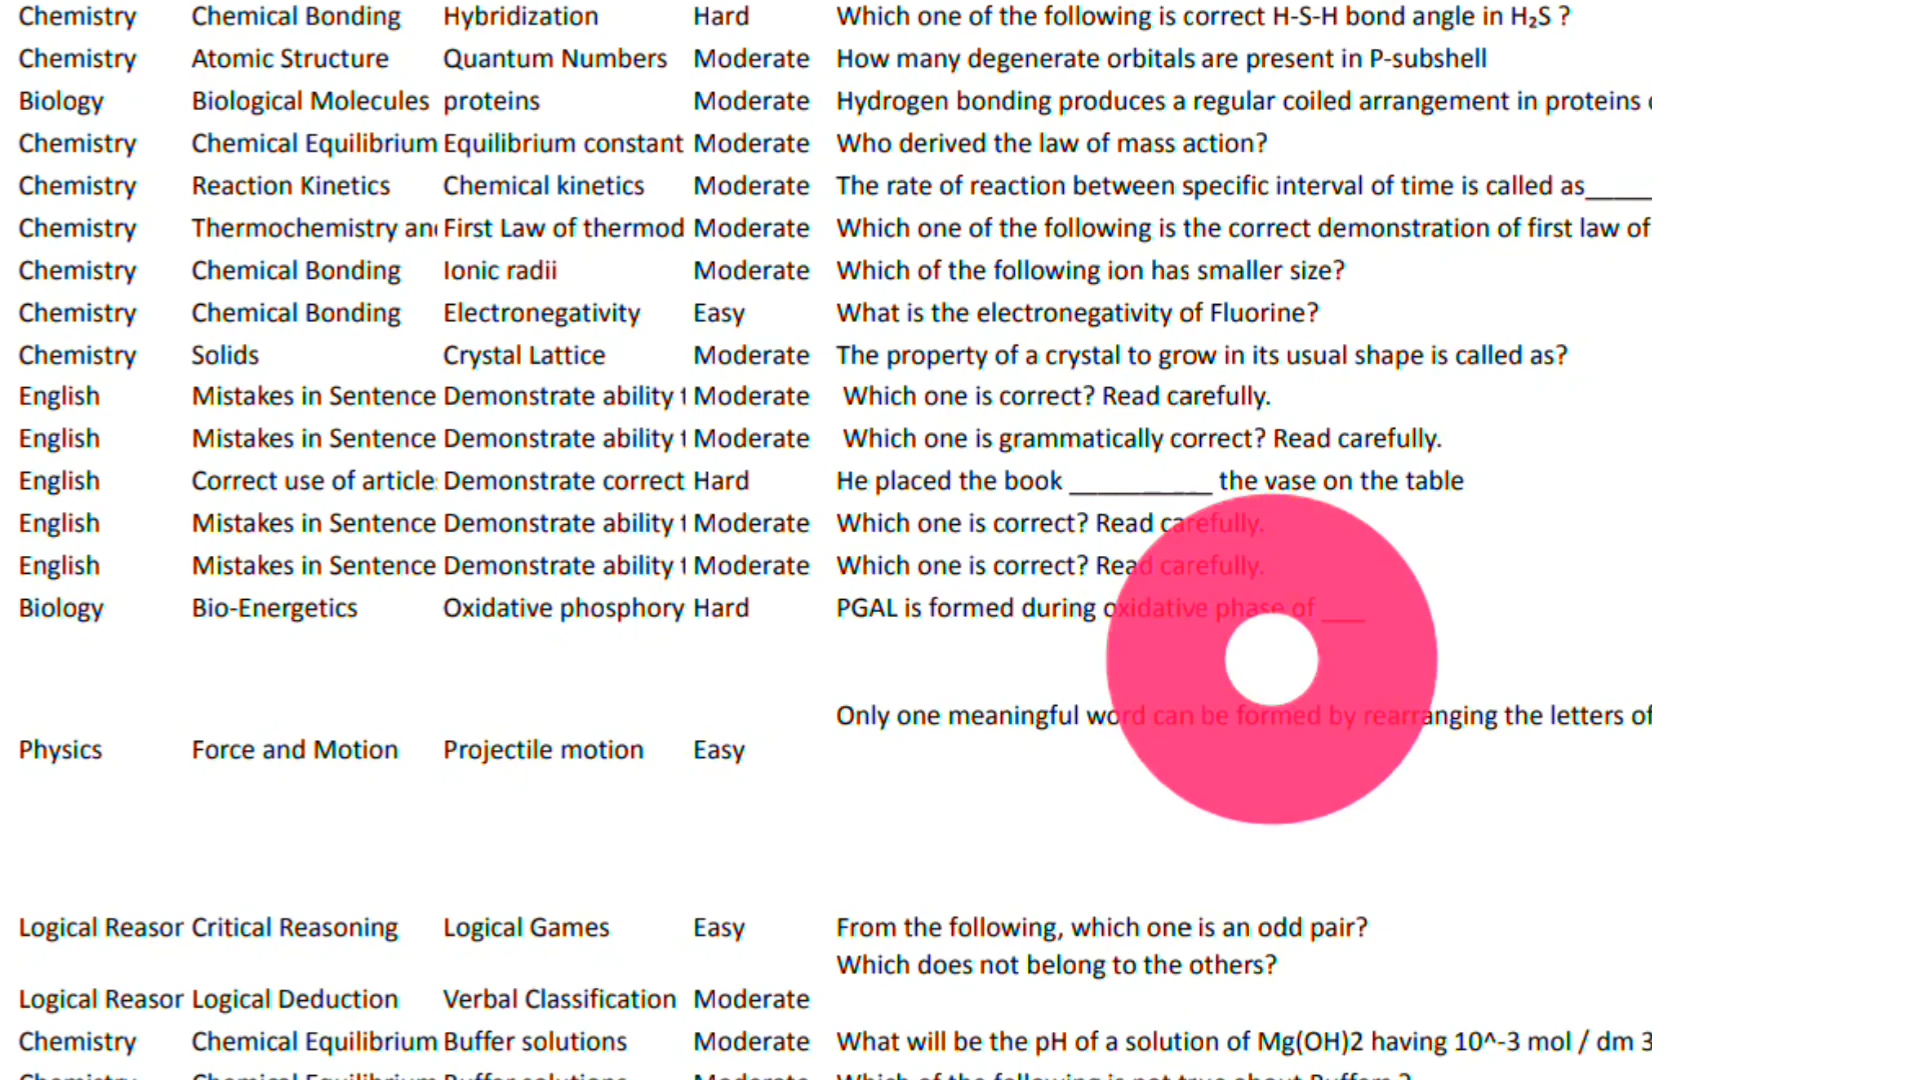 Chemistry Chemical Bonding Hybridization Hard Which one of the following is correct H-S-H bond angle in H₂S ?
Chemistry Atomic Structure Quantum Numbers Moderate How many degenerate orbitals are present in P-subshell
Biology Biological Molecules proteins Moderate Hydrogen bonding produces a regular coiled arrangement in proteins
Chemistry Chemical Equilibrium Equilibrium constant Moderate Who derived the law of mass action?
Chemistry Reaction Kinetics Chemical kinetics Moderate The rate of reaction between specific interval of time is called as_____
Chemistry Thermochemistry an First Law of thermod Moderate Which one of the following is the correct demonstration of first law of
Chemistry Chemical Bonding Ionic radii Moderate Which of the following ion has smaller size?
Chemistry Chemical Bonding Electronegativity Easy What is the electronegativity of Fluorine?
Chemistry Solids Crystal Lattice Moderate The property of a crystal to grow in its usual shape is called as?
English Mistakes in Sentence Demonstrate ability Moderate Which one is correct? Read carefully.
English Mistakes in Sentence Demonstrate ability Moderate Which one is grammatically correct? Read carefully.
English Correct use of article Demonstrate correct Hard He placed the book __________ the vase on the table
English Mistakes in Sentence Demonstrate ability Moderate Which one is correct? Read carefully.
English Mistakes in Sentence Demonstrate ability Moderate Which one is correct? Read carefully.
Biology Bio-Energetics Oxidative phosphory Hard PGAL is formed during oxidative phase of ___
Only one meaningful word can be formed by rearranging the letters of
Physics Force and Motion Projectile motion Easy
Logical Reasor Critical Reasoning Logical Games Easy From the following, which one is an odd pair?
Which does not belong to the others?
Logical Reasor Logical Deduction Verbal Classification Moderate
Chemistry Chemical Equilibrium Buffer solutions Moderate What will be the pH of a solution of Mg(OH)2 having 10^-3 mol / dm 3
Chemistry Chemical Equilibrium Buffer solutions Moderate Which of the following is not true about Buffers ?